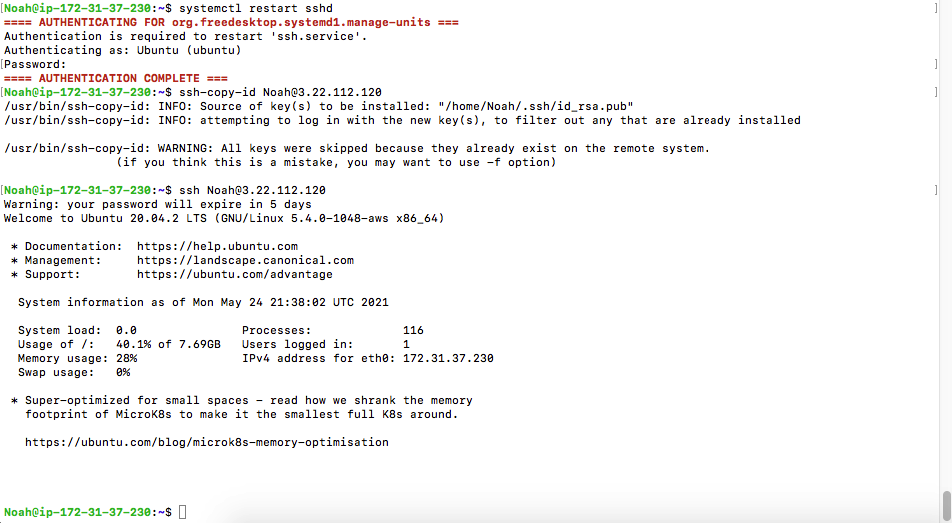 [Noah@ip-172-31-37-230:~$ systemctl restart sshd ]
==== AUTHENTICATING FOR org.freedesktop.systemd1.manage-units ===
Authentication is required to restart 'ssh.service'.
Authenticating as: Ubuntu (ubuntu)
[Password: ]
==== AUTHENTICATION COMPLETE ===
[Noah@ip-172-31-37-230:~$ ssh-copy-id Noah@3.22.112.120 ]
/usr/bin/ssh-copy-id: INFO: Source of key(s) to be installed: "/home/Noah/.ssh/id_rsa.pub"
/usr/bin/ssh-copy-id: INFO: attempting to log in with the new key(s), to filter out any that are already installed
/usr/bin/ssh-copy-id: WARNING: All keys were skipped because they already exist on the remote system.
(if you think this is a mistake, you may want to use -f option)
[Noah@ip-172-31-37-230:~$ ssh Noah@3.22.112.120 ]
Warning: your password will expire in 5 days
Welcome to Ubuntu 20.04.2 LTS (GNU/Linux 5.4.0-1048-aws x86_64)
* Documentation:  https://help.ubuntu.com
* Management:     https://landscape.canonical.com
* Support:        https://ubuntu.com/advantage
System information as of Mon May 24 21:38:02 UTC 2021
System load:  0.0               Processes:             116
Usage of /:   40.1% of 7.69GB   Users logged in:       1
Memory usage: 28%               IPv4 address for eth0: 172.31.37.230
Swap usage:   0%
* Super-optimized for small spaces - read how we shrank the memory
footprint of MicroK8s to make it the smallest full K8s around.
https://ubuntu.com/blog/microk8s-memory-optimisation
Noah@ip-172-31-37-230:~$